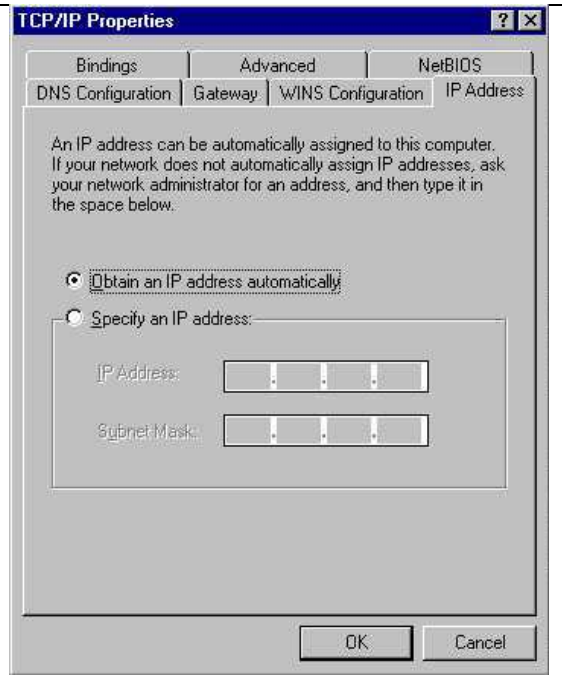 TCP/IP Properties
? X
Bindings Advanced NetBIOS
DNS Configuration Gateway WINS Configuration IP Address
An IP address can be automatically assigned to this computer.
If your network does not automatically assign IP addresses, ask
your network administrator for an address, and then type it in
the space below.
Obtain an IP address automatically
Specify an IP address:
IP Address:
. . .
Subnet Mask:
. . .
OK Cancel